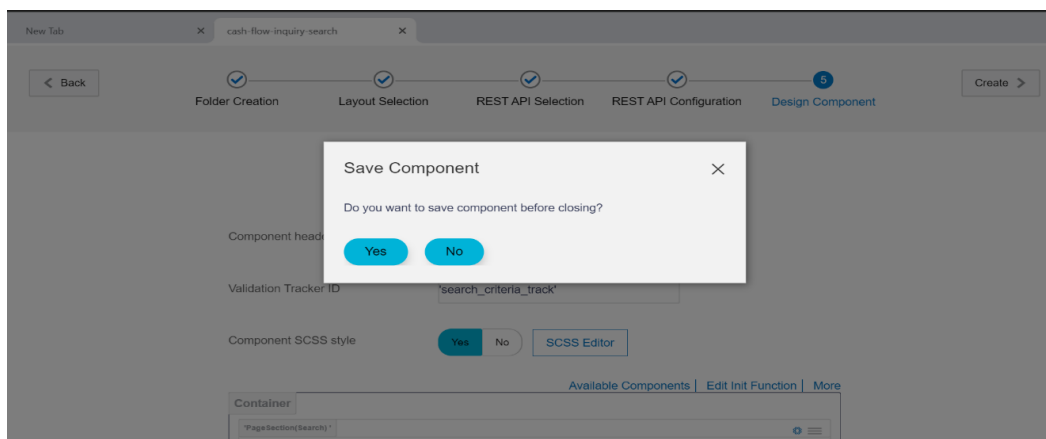 New Tab
cash-flow-inquiry-search
Back
5
Create
Folder Creation
Layout Selection
REST API Selection
REST API Configuration
Design Component
Save Component
Do you want to save component before closing?
Component head
Yes
No
Validation Tracker ID
'search_criteria_track'
Component SCSS style
Yes
No
SCSS Editor
Available Components | Edit Init Function | More
Container
'PageSection(Search)'